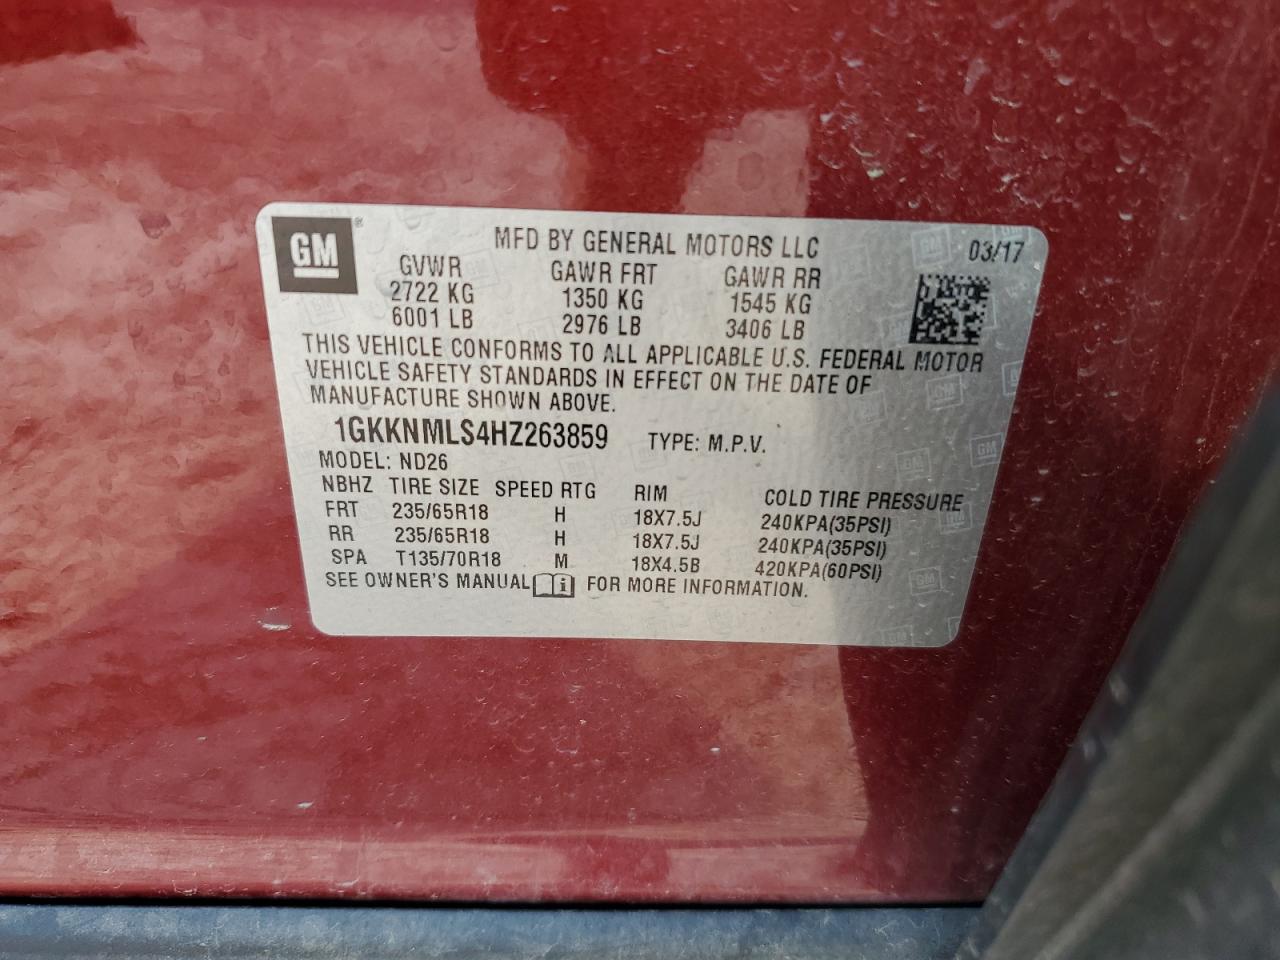 GM ®
MFD BY GENERAL MOTORS LLC 03/17
GVWR GAWR FRT GAWR RR
2722 KG 1350 KG 1545 KG
6001 LB 2976 LB 3406 LB
THIS VEHICLE CONFORMS TO ALL APPLICABLE U.S. FEDERAL MOTOR
VEHICLE SAFETY STANDARDS IN EFFECT ON THE DATE OF
MANUFACTURE SHOWN ABOVE.
1GKKNMLS4HZ263859 TYPE: M.P.V.
MODEL: ND26
NBHZ TIRE SIZE SPEED RTG RIM COLD TIRE PRESSURE
FRT 235/65R18 H 18X7.5J 240KPA(35PSI)
RR 235/65R18 H 18X7.5J 240KPA(35PSI)
SPA T135/70R18 M 18X4.5B 420KPA(60PSI)
SEE OWNER'S MANUAL i FOR MORE INFORMATION.